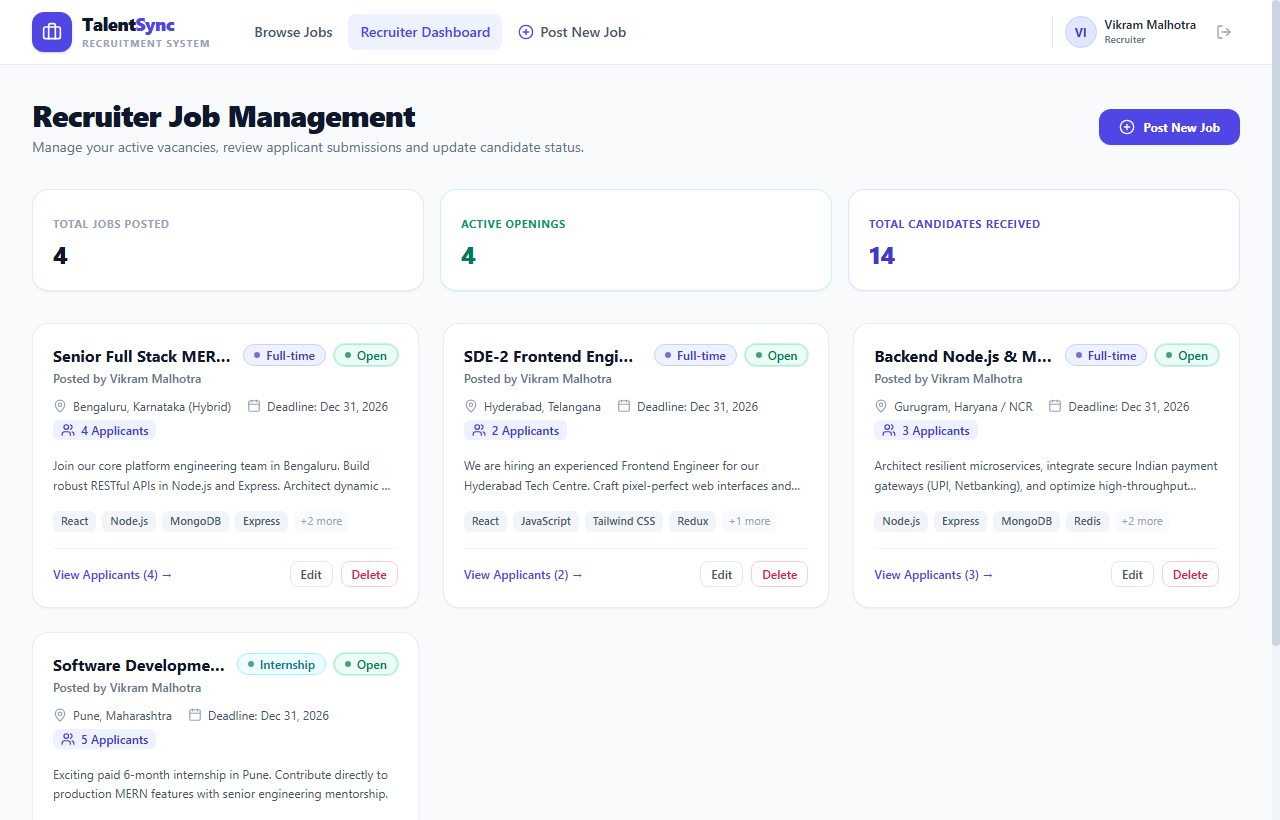 TalentSync
RECRUITMENT SYSTEM
Browse Jobs
Recruiter Dashboard
Post New Job
VI
Vikram Malhotra
Recruiter
Recruiter Job Management
Manage your active vacancies, review applicant submissions and update candidate status.
Post New Job
TOTAL JOBS POSTED
4
ACTIVE OPENINGS
4
TOTAL CANDIDATES RECEIVED
14
Senior Full Stack MER...
Full-time
Open
Posted by Vikram Malhotra
Bengaluru, Karnataka (Hybrid)
Deadline: Dec 31, 2026
4 Applicants
Join our core platform engineering team in Bengaluru. Build
robust RESTful APIs in Node.js and Express. Architect dynamic ...
React
Node.js
MongoDB
Express
+2 more
View Applicants (4) →
Edit
Delete
SDE-2 Frontend Engi...
Full-time
Open
Posted by Vikram Malhotra
Hyderabad, Telangana
Deadline: Dec 31, 2026
2 Applicants
We are hiring an experienced Frontend Engineer for our
Hyderabad Tech Centre. Craft pixel-perfect web interfaces and...
React
JavaScript
Tailwind CSS
Redux
+1 more
View Applicants (2) →
Edit
Delete
Backend Node.js & M...
Full-time
Open
Posted by Vikram Malhotra
Gurugram, Haryana / NCR
Deadline: Dec 31, 2026
3 Applicants
Architect resilient microservices, integrate secure Indian payment
gateways (UPI, Netbanking), and optimize high-throughput...
Node.js
Express
MongoDB
Redis
+2 more
View Applicants (3) →
Edit
Delete
Software Developme...
Internship
Open
Posted by Vikram Malhotra
Pune, Maharashtra
Deadline: Dec 31, 2026
5 Applicants
Exciting paid 6-month internship in Pune. Contribute directly to
production MERN features with senior engineering mentorship.